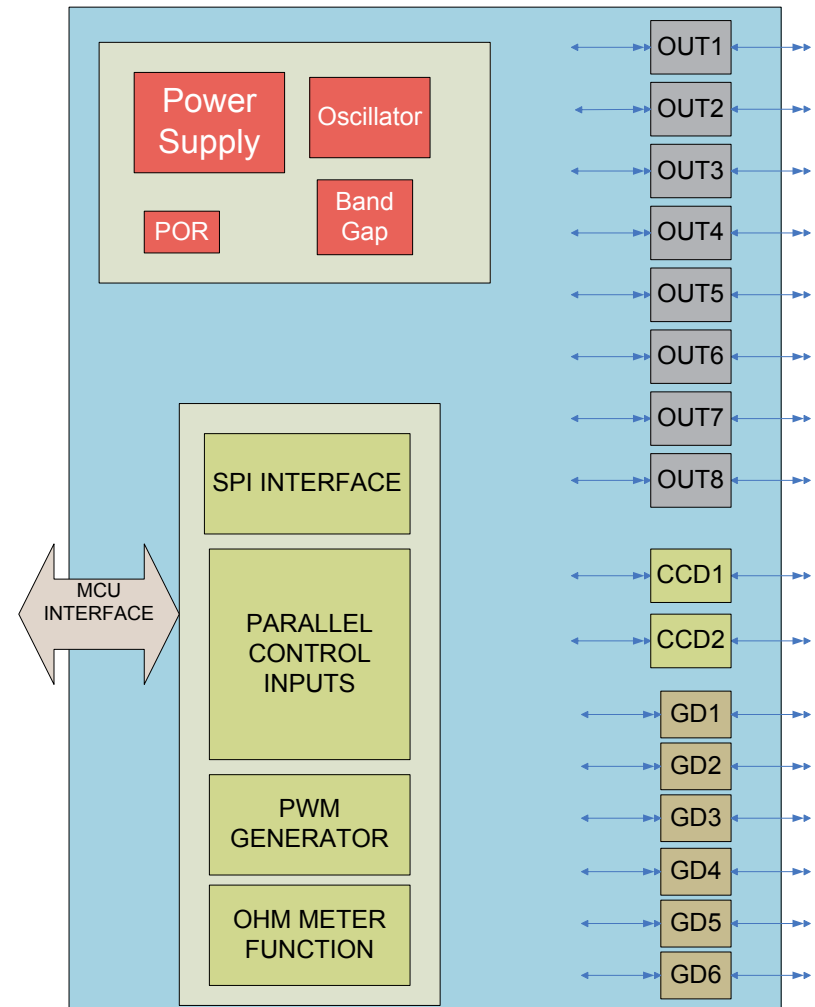 Power
Supply
Oscillator
POR
Band
Gap
SPI INTERFACE
PARALLEL
CONTROL
INPUTS
PWM
GENERATOR
OHM METER
FUNCTION
MCU
INTERFACE
OUT1
OUT2
OUT3
OUT4
OUT5
OUT6
OUT7
OUT8
CCD1
CCD2
GD1
GD2
GD3
GD4
GD5
GD6